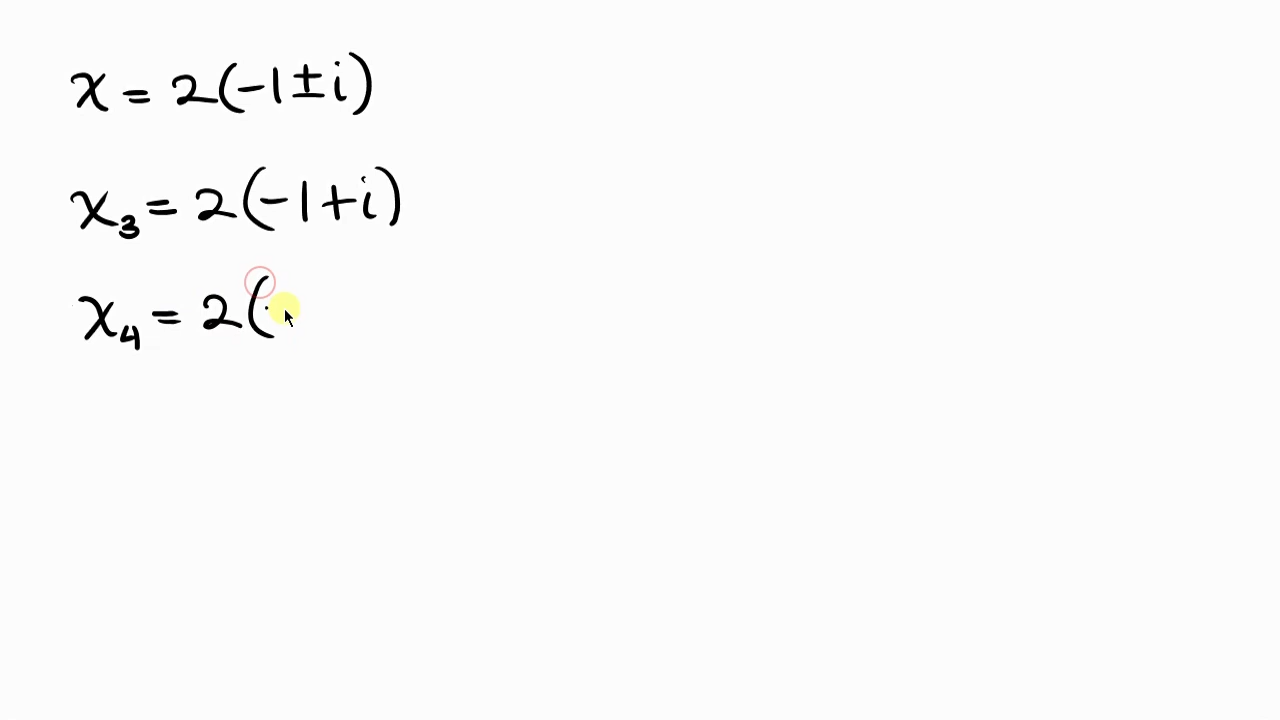 x = 2(-1±i)
x₃ = 2(-1+i)
x₄ = 2(